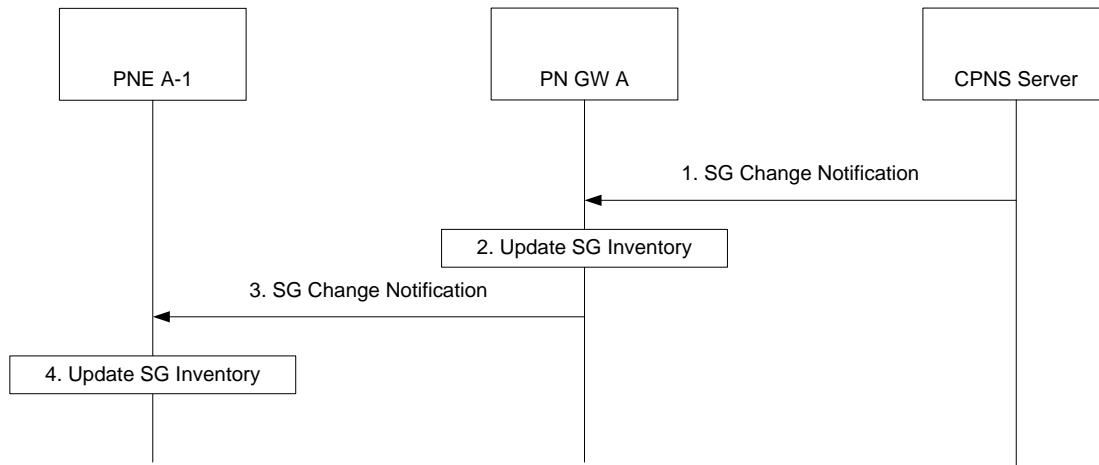 PNE A-1
PN GW A
CPNS Server
1. SG Change Notification
2. Update SG Inventory
3. SG Change Notification
4. Update SG Inventory